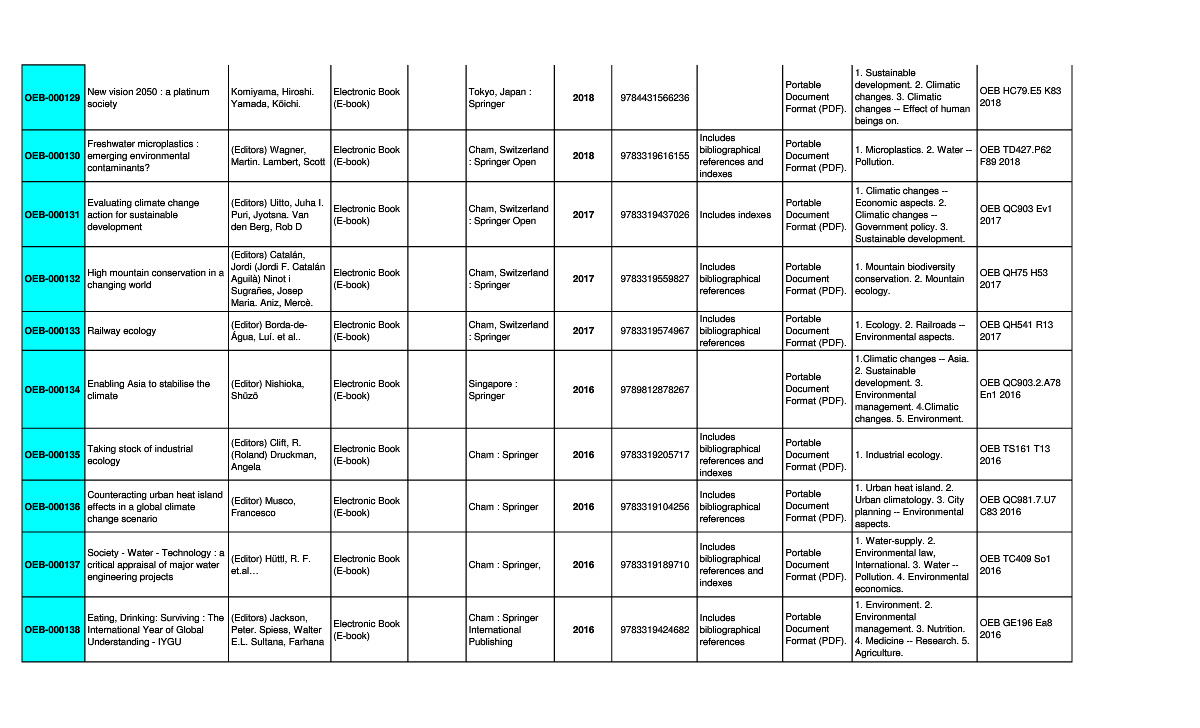 OEB-000129
New vision 2050 : a platinum
society
Komiyama, Hiroshi.
Yamada, Kōichi.
Electronic Book
(E-book)
Tokyo, Japan :
Springer
2018
9784431566236
Portable
Document
Format (PDF).
1. Sustainable
development. 2. Climatic
changes. 3. Climatic
changes -- Effect of human
beings on.
OEB HC79.E5 K83
2018
OEB-000130
Freshwater microplastics :
emerging environmental
contaminants?
(Editors) Wagner,
Martin. Lambert, Scott
Electronic Book
(E-book)
Cham, Switzerland
: Springer Open
2018
9783319616155
Includes
bibliographical
references and
indexes
Portable
Document
Format (PDF).
1. Microplastics. 2. Water --
Pollution.
OEB TD427.P62
F89 2018
OEB-000131
Evaluating climate change
action for sustainable
development
(Editors) Uitto, Juha I.
Puri, Jyotsna. Van
den Berg, Rob D
Electronic Book
(E-book)
Cham, Switzerland
: Springer Open
2017
9783319437026
Includes indexes
Portable
Document
Format (PDF).
1. Climatic changes --
Economic aspects. 2.
Climatic changes --
Government policy. 3.
Sustainable development.
OEB QC903 Ev1
2017
OEB-000132
High mountain conservation in a
changing world
(Editors) Catalán,
Jordi (Jordi F. Catalán
Aguilà) Ninot i
Sugrañes, Josep
Maria. Aniz, Mercè.
Electronic Book
(E-book)
Cham, Switzerland
: Springer
2017
9783319559827
Includes
bibliographical
references
Portable
Document
Format (PDF).
1. Mountain biodiversity
conservation. 2. Mountain
ecology.
OEB QH75 H53
2017
OEB-000133
Railway ecology
(Editor) Borda-de-
Água, Luí. et al..
Electronic Book
(E-book)
Cham, Switzerland
: Springer
2017
9783319574967
Includes
bibliographical
references
Portable
Document
Format (PDF).
1. Ecology. 2. Railroads --
Environmental aspects.
OEB QH541 R13
2017
OEB-000134
Enabling Asia to stabilise the
climate
(Editor) Nishioka,
Shūzō
Electronic Book
(E-book)
Singapore :
Springer
2016
9789812878267
Portable
Document
Format (PDF).
1.Climatic changes -- Asia.
2. Sustainable
development. 3.
Environmental
management. 4.Climatic
changes. 5. Environment.
OEB QC903.2.A78
En1 2016
OEB-000135
Taking stock of industrial
ecology
(Editors) Clift, R.
(Roland) Druckman,
Angela
Electronic Book
(E-book)
Cham : Springer
2016
9783319205717
Includes
bibliographical
references and
indexes
Portable
Document
Format (PDF).
1. Industrial ecology.
OEB TS161 T13
2016
OEB-000136
Counteracting urban heat island
effects in a global climate
change scenario
(Editor) Musco,
Francesco
Electronic Book
(E-book)
Cham : Springer
2016
9783319104256
Includes
bibliographical
references
Portable
Document
Format (PDF).
1. Urban heat island. 2.
Urban climatology. 3. City
planning -- Environmental
aspects.
OEB QC981.7.U7
C83 2016
OEB-000137
Society - Water - Technology : a
critical appraisal of major water
engineering projects
(Editor) Hüttl, R. F.
et.al...
Electronic Book
(E-book)
Cham : Springer,
2016
9783319189710
Includes
bibliographical
references and
indexes
Portable
Document
Format (PDF).
1. Water-supply. 2.
Environmental law,
International. 3. Water --
Pollution. 4. Environmental
economics.
OEB TC409 So1
2016
OEB-000138
Eating, Drinking: Surviving : The
International Year of Global
Understanding - IYGU
(Editors) Jackson,
Peter. Spiess, Walter
E.L. Sultana, Farhana
Electronic Book
(E-book)
Cham : Springer
International
Publishing
2016
9783319424682
Includes
bibliographical
references
Portable
Document
Format (PDF).
1. Environment. 2.
Environmental
management. 3. Nutrition.
4. Medicine -- Research. 5.
Agriculture.
OEB GE196 Ea8
2016